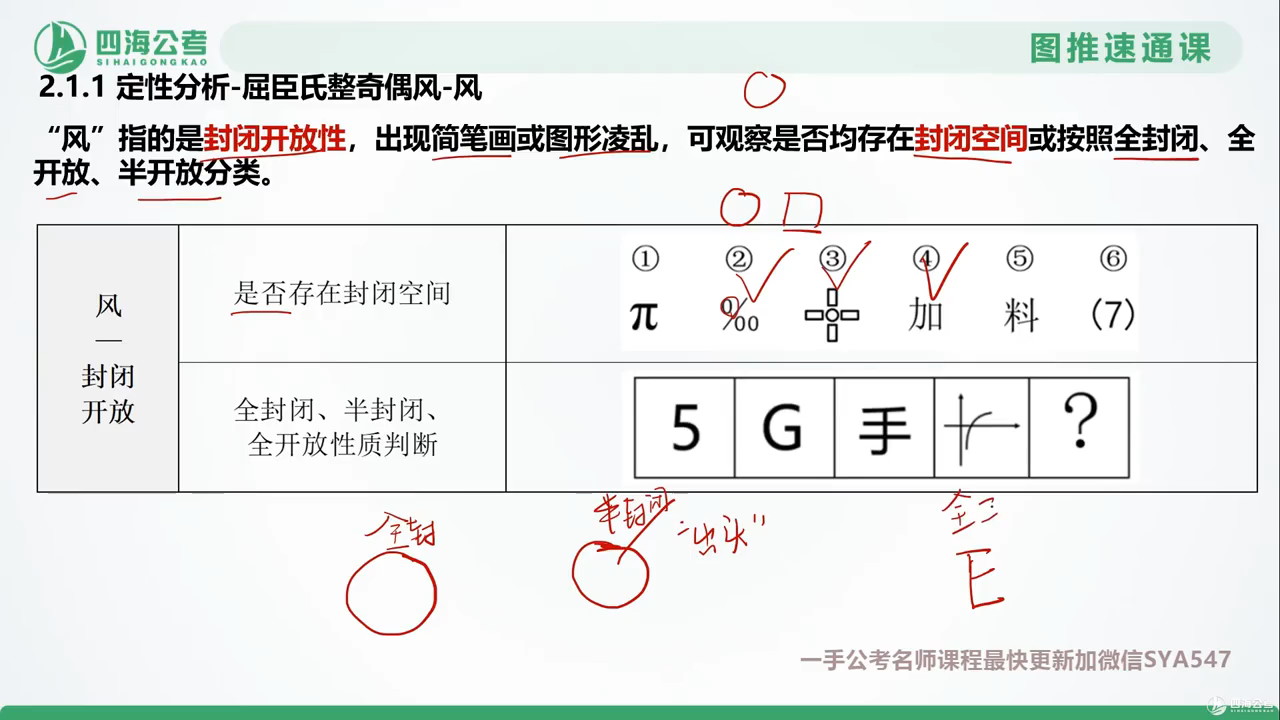 四海公考
SIHAIGONGKAO
图推速通课
2.1.1 定性分析-屈臣氏整奇偶风-风
“风”指的是封闭开放性，出现简笔画或图形凌乱，可观察是否均存在封闭空间或按照全封闭、全
开放、半开放分类。
风
—
封闭
开放
是否存在封闭空间
① ② ③ ④ ⑤ ⑥
π ‰ 加 料 (7)
全封闭、半封闭、
全开放性质判断
5 G 手 ?
全封
半封闭
“出头”
E
一手公考名师课程最快更新加微信SYA547
四海公考
SIHAIGONGKAO